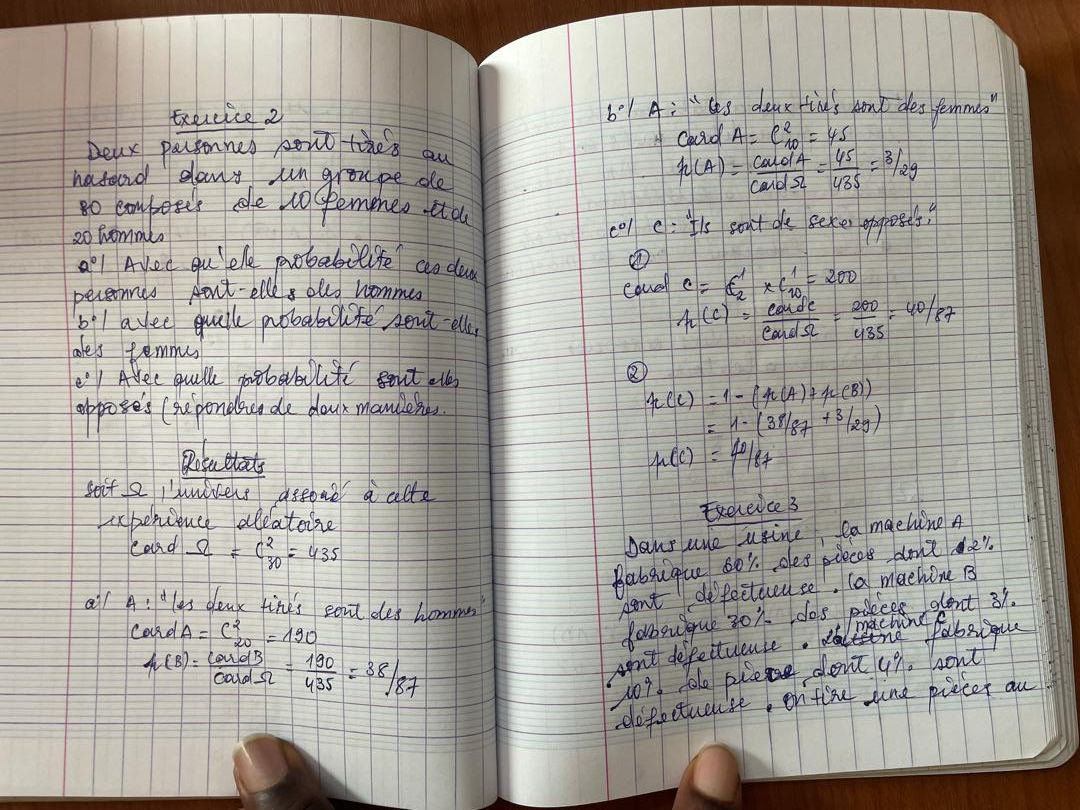 Exercice 2
Deux personnes sont tirés au
hasard dans un groupe de
30 composés de 10 femmes et de
20 hommes
a°/ Avec qu'elle probabilité ces deux
personnes sont-elles des hommes
b°/ avec quelle probabilité sont-elles
des femmes
c°/ Avec quelle probabilité sont elles
opposés (répondres de deux manières.
Résultats
soit Ω l'univers associé à cette
expérience aléatoire
Card Ω = C²₃₀ = 435
a°/ A: "les deux tirés sont des hommes"
Card A = C²₂₀ = 190
p(B) = Card B / Card Ω = 190/435 = 38/87
b°/ A: "les deux tirés sont des femmes"
Card A = C²₁₀ = 45
p(A) = Card A / Card Ω = 45/435 = 3/29
c°/ C: "Ils sont de sexe opposés."
①
Card C = C¹₂ × C¹₁₀ = 200
p(C) = Card C / Card Ω = 200/435 = 40/87
②
p(C) = 1 - (p(A) + p(B))
= 1 - (38/87 + 3/29)
p(C) = 40/87
Exercice 3
Dans une usine, la machine A
fabrique 60% des pièces dont 2%
sont défectueuse. la machine B
fabrique 30% des pièces dont 3%
sont défectueuse. machine C fabrique
10% de pièce dont 4% sont
défectueuse. on tire une pièces au